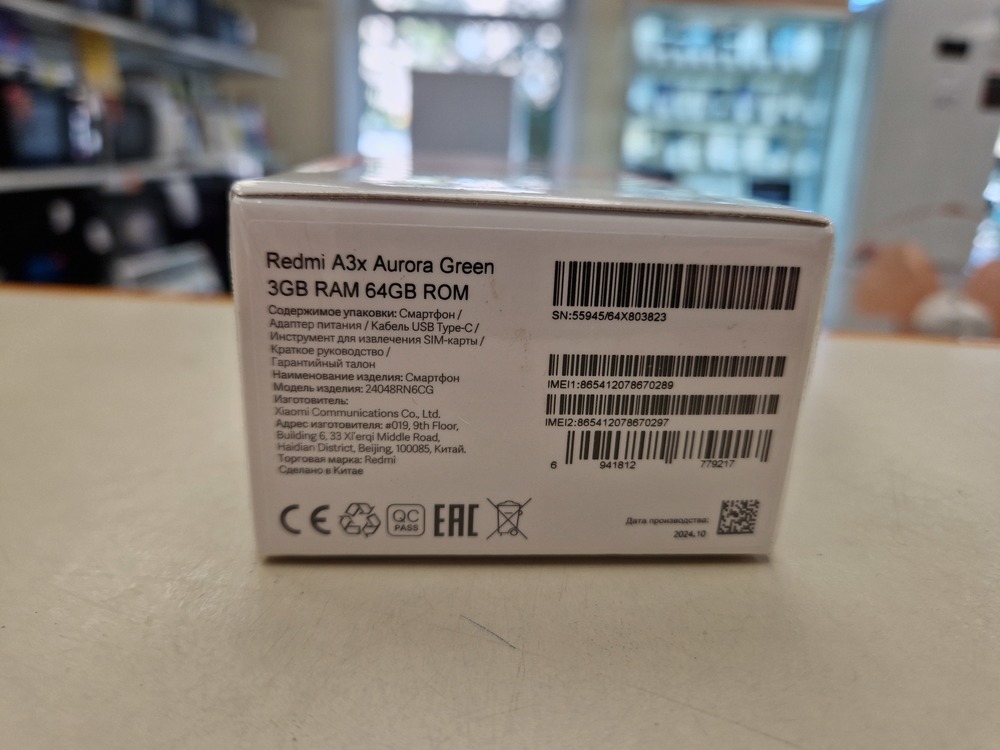 Redmi A3x Aurora Green
3GB RAM 64GB ROM
Содержимое упаковки: Смартфон /
Адаптер питания / Кабель USB Type-C /
Инструмент для извлечения SIM-карты /
Краткое руководство /
Гарантийный талон
Наименование изделия: Смартфон
Модель изделия: 24048RN6CG
Изготовитель:
Xiaomi Communications Co., Ltd.
Адрес изготовителя: #019, 9th Floor,
Building 6, 33 Xi'erqi Middle Road,
Haidian District, Beijing, 100085, Китай.
Торговая марка: Redmi
Сделано в Китае
SN:55945/64X803823
IMEI1:865412078670289
IMEI2:865412078670297
6 941812 779217
CE
QC
PASS
EAC
Дата производства:
2024.10